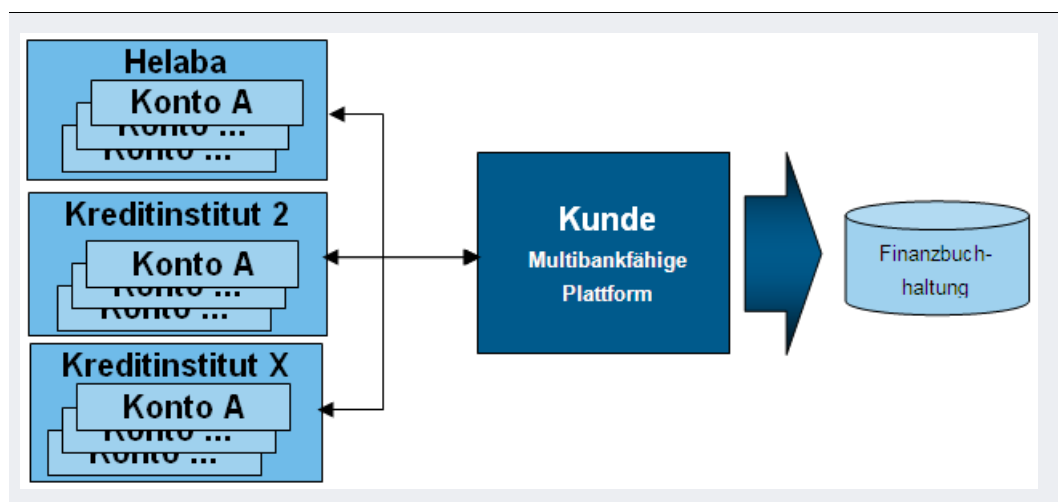 Helaba
Konto A
Konto ...
Konto ...
Kreditinstitut 2
Konto A
Konto ...
Konto ...
Kreditinstitut X
Konto A
Konto ...
Konto ...
Kunde
Multibankfähige
Plattform
Finanzbuch-
haltung